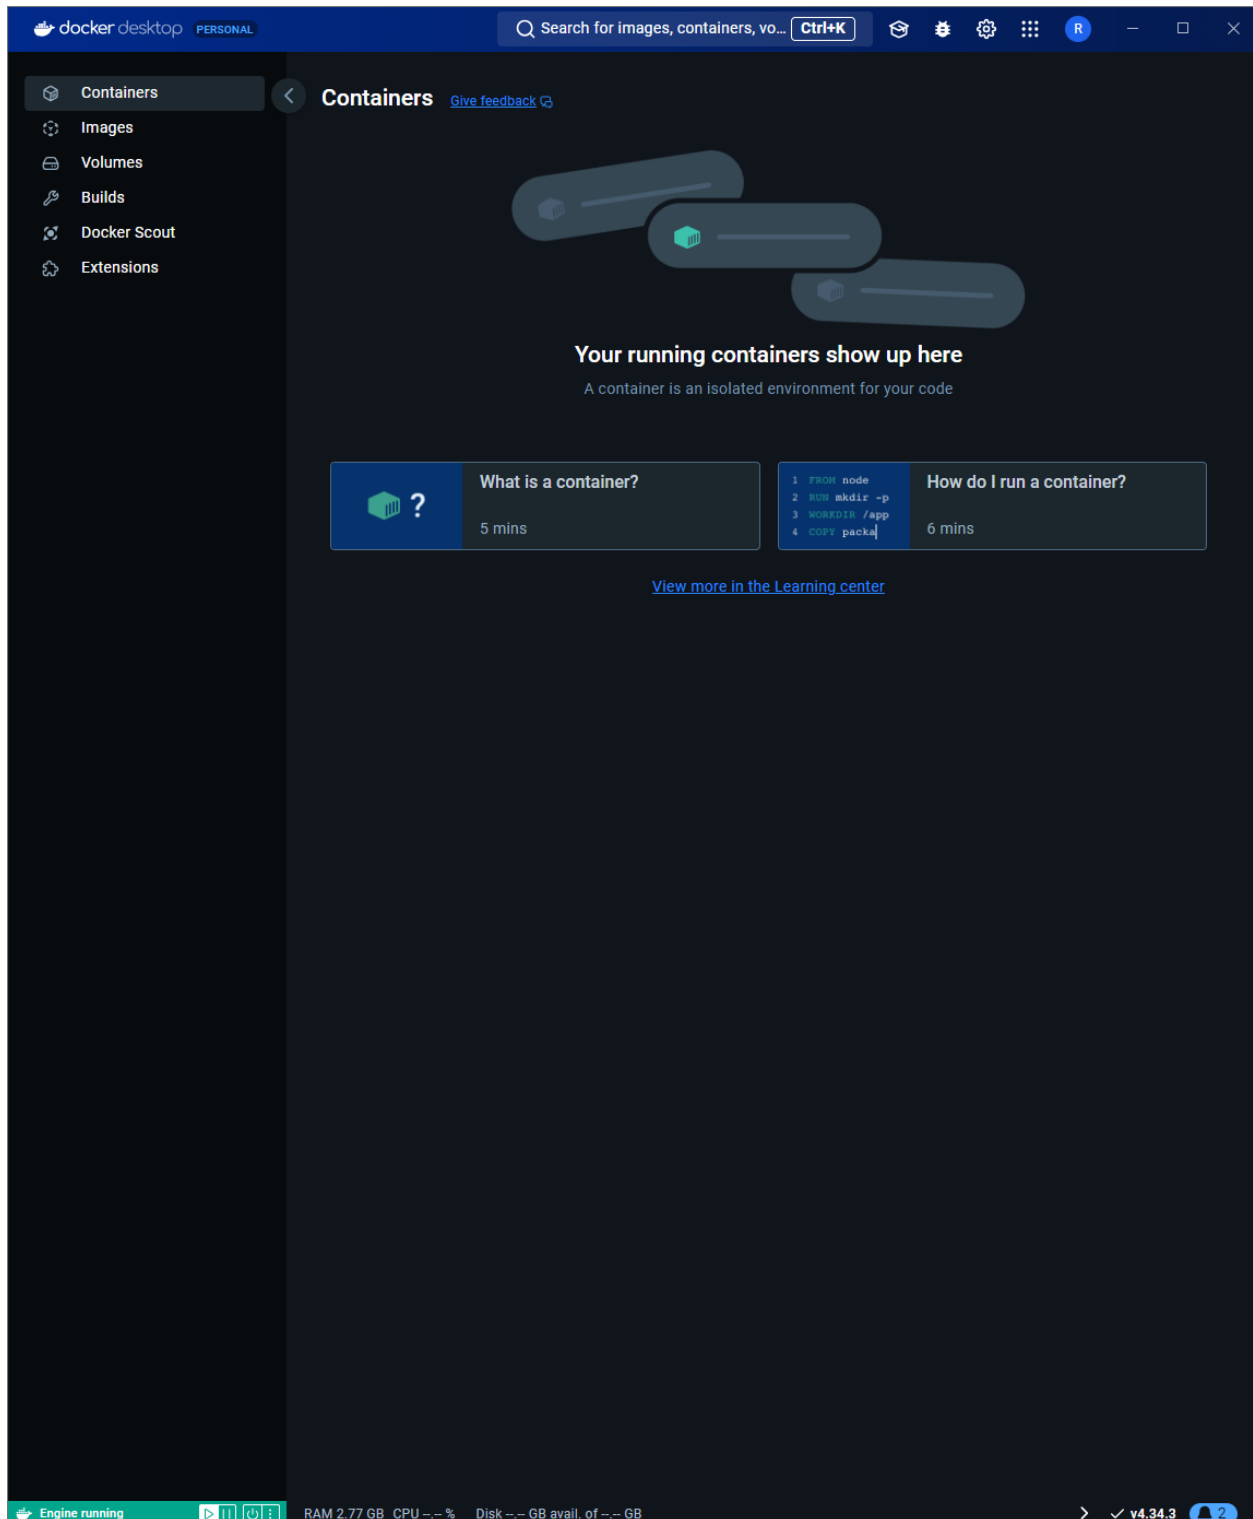 docker desktop PERSONAL
Search for images, containers, vo... Ctrl+K
R
Containers
Images
Volumes
Builds
Docker Scout
Extensions
Containers Give feedback
Your running containers show up here
A container is an isolated environment for your code
?
What is a container?
5 mins
1 FROM node
2 RUN mkdir -p
3 WORKDIR /app
4 COPY packa
How do I run a container?
6 mins
View more in the Learning center
Engine running
RAM 2.77 GB CPU --,-- % Disk --,-- GB avail. of --,-- GB
v4.34.3
2